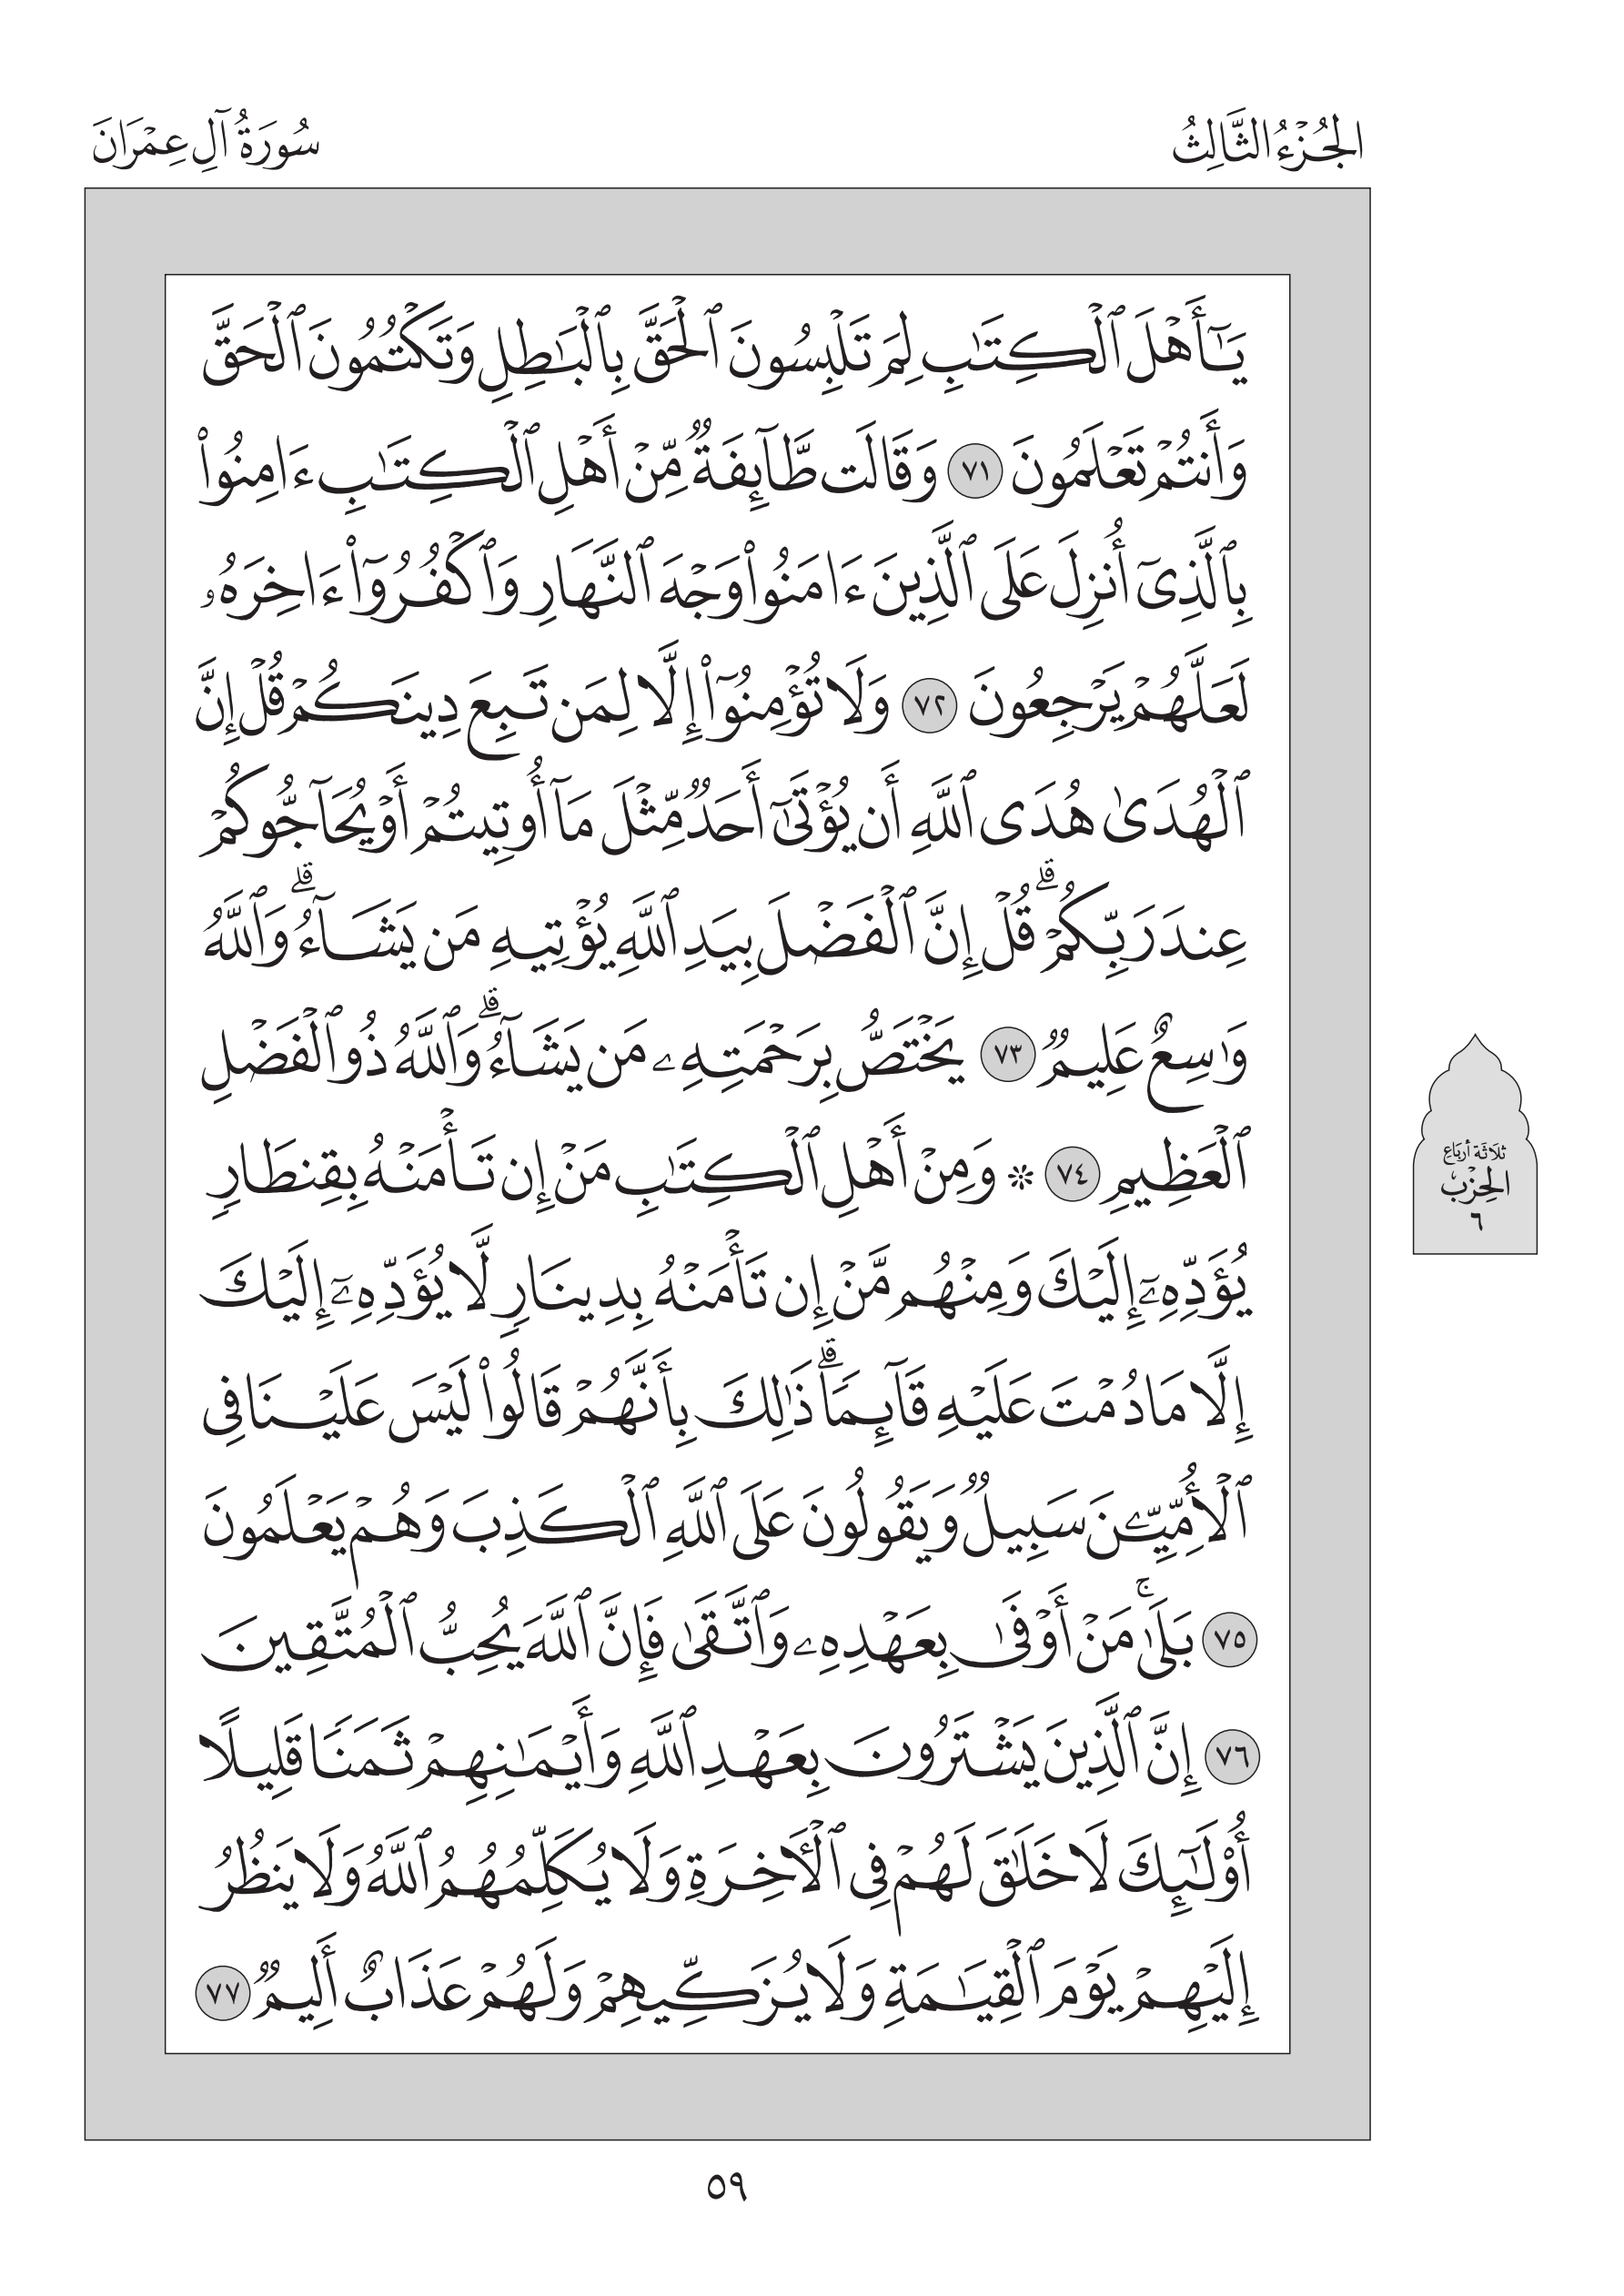 الجُزْءُ الثَّالِثُ
سُورَةُ آلِ عِمْرَانَ
يَٰٓأَهْلَ ٱلْكِتَٰبِ لِمَ تَلْبِسُونَ ٱلْحَقَّ بِٱلْبَٰطِلِ وَتَكْتُمُونَ ٱلْحَقَّ
وَأَنتُمْ تَعْلَمُونَ ٧١ وَقَالَت طَّآئِفَةٌ مِّنْ أَهْلِ ٱلْكِتَٰبِ ءَامِنُوا۟
بِٱلَّذِىٓ أُنزِلَ عَلَى ٱلَّذِينَ ءَامَنُوا۟ وَجْهَ ٱلنَّهَارِ وَٱكْفُرُوٓا۟ ءَاخِرَهُۥ
لَعَلَّهُمْ يَرْجِعُونَ ٧٢ وَلَا تُؤْمِنُوٓا۟ إِلَّا لِمَن تَبِعَ دِينَكُمْ قُلْ إِنَّ
ٱلْهُدَىٰ هُدَى ٱللَّهِ أَن يُؤْتَىٰٓ أَحَدٌ مِّثْلَ مَآ أُوتِيتُمْ أَوْ يُحَآجُّوكُمْ
عِندَ رَبِّكُمْ ۗ قُلْ إِنَّ ٱلْفَضْلَ بِيَدِ ٱللَّهِ يُؤْتِيهِ مَن يَشَآءُ ۗ وَٱللَّهُ
وَٰسِعٌ عَلِيمٌ ٧٣ يَخْتَصُّ بِرَحْمَتِهِۦ مَن يَشَآءُ ۗ وَٱللَّهُ ذُو ٱلْفَضْلِ
ٱلْعَظِيمِ ٧٤ ۞ وَمِنْ أَهْلِ ٱلْكِتَٰبِ مَنْ إِن تَأْمَنْهُ بِقِنطَارٍ
يُؤَدِّهِۦٓ إِلَيْكَ وَمِنْهُم مَّنْ إِن تَأْمَنْهُ بِدِينَارٍ لَّا يُؤَدِّهِۦٓ إِلَيْكَ
إِلَّا مَا دُمْتَ عَلَيْهِ قَآئِمًا ۗ ذَٰلِكَ بِأَنَّهُمْ قَالُوا۟ لَيْسَ عَلَيْنَا فِى
ٱلْأُمِّيِّۦنَ سَبِيلٌ وَيَقُولُونَ عَلَى ٱللَّهِ ٱلْكَذِبَ وَهُمْ يَعْلَمُونَ
٧٥ بَلَىٰ ۚ مَنْ أَوْفَىٰ بِعَهْدِهِۦ وَٱتَّقَىٰ فَإِنَّ ٱللَّهَ يُحِبُّ ٱلْمُتَّقِينَ
٧٦ إِنَّ ٱلَّذِينَ يَشْتَرُونَ بِعَهْدِ ٱللَّهِ وَأَيْمَٰنِهِمْ ثَمَنًا قَلِيلًا
أُو۟لَٰٓئِكَ لَا خَلَٰقَ لَهُمْ فِى ٱلْءَاخِرَةِ وَلَا يُكَلِّمُهُمُ ٱللَّهُ وَلَا يَنظُرُ
إِلَيْهِمْ يَوْمَ ٱلْقِيَٰمَةِ وَلَا يُزَكِّيهِمْ وَلَهُمْ عَذَابٌ أَلِيمٌ ٧٧
ثَلَاثَة أَربَاع
الحِزْب
٦
٥٩